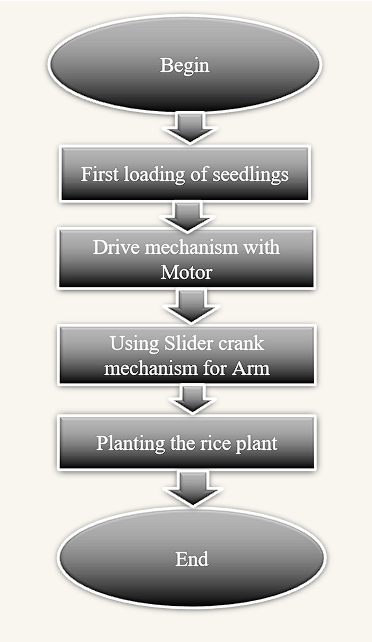 Begin
First loading of seedlings
Drive mechanism with
Motor
Using Slider crank
mechanism for Arm
Planting the rice plant
End